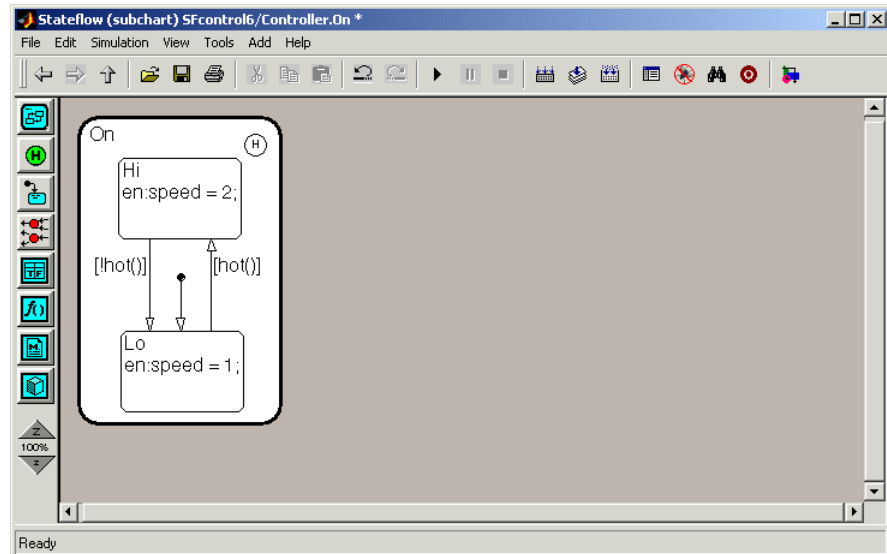 Stateflow (subchart) SFcontrol6/Controller.On *
File Edit Simulation View Tools Add Help
On
H
Hi
en:speed = 2;
[!hot()]
[hot()]
Lo
en:speed = 1;
H
TF
f()
M
Z
100%
z
Ready